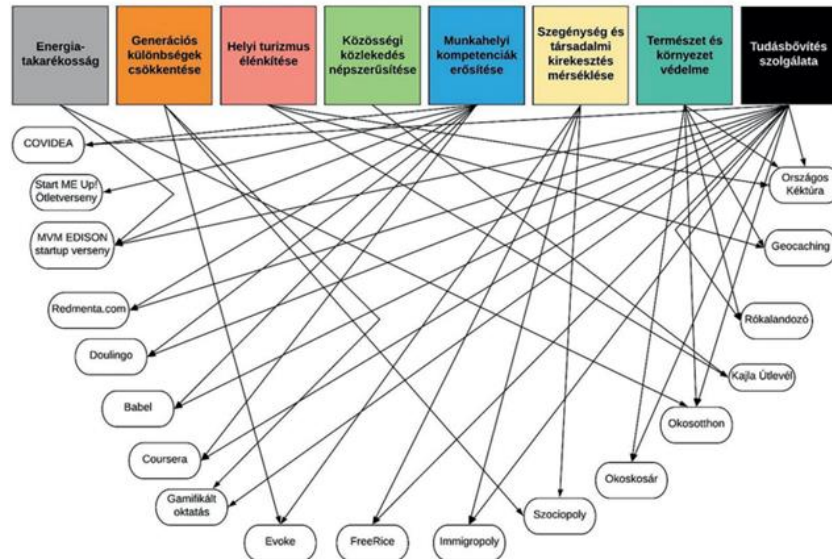 Energia-
takarékosság
Generációs
különbségek
csökkentése
Helyi turizmus
élénkítése
Közösségi
közlekedés
népszerűsítése
Munkahelyi
kompetenciák
erősítése
Szegénység és
társadalmi
kirekesztés
mérséklése
Természet és
környezet
védelme
Tudásbővítés
szolgálata
COVIDEA
Start ME Up!
Ötletverseny
MVM EDISON
startup verseny
Redmenta.com
Doulingo
Babel
Coursera
Gamifikált
oktatás
Evoke
FreeRice
Immigropoly
Szociopoly
Okoskosár
Okosotthon
Kajla Útlevél
Rókalandozó
Geocaching
Országos
Kéktúra